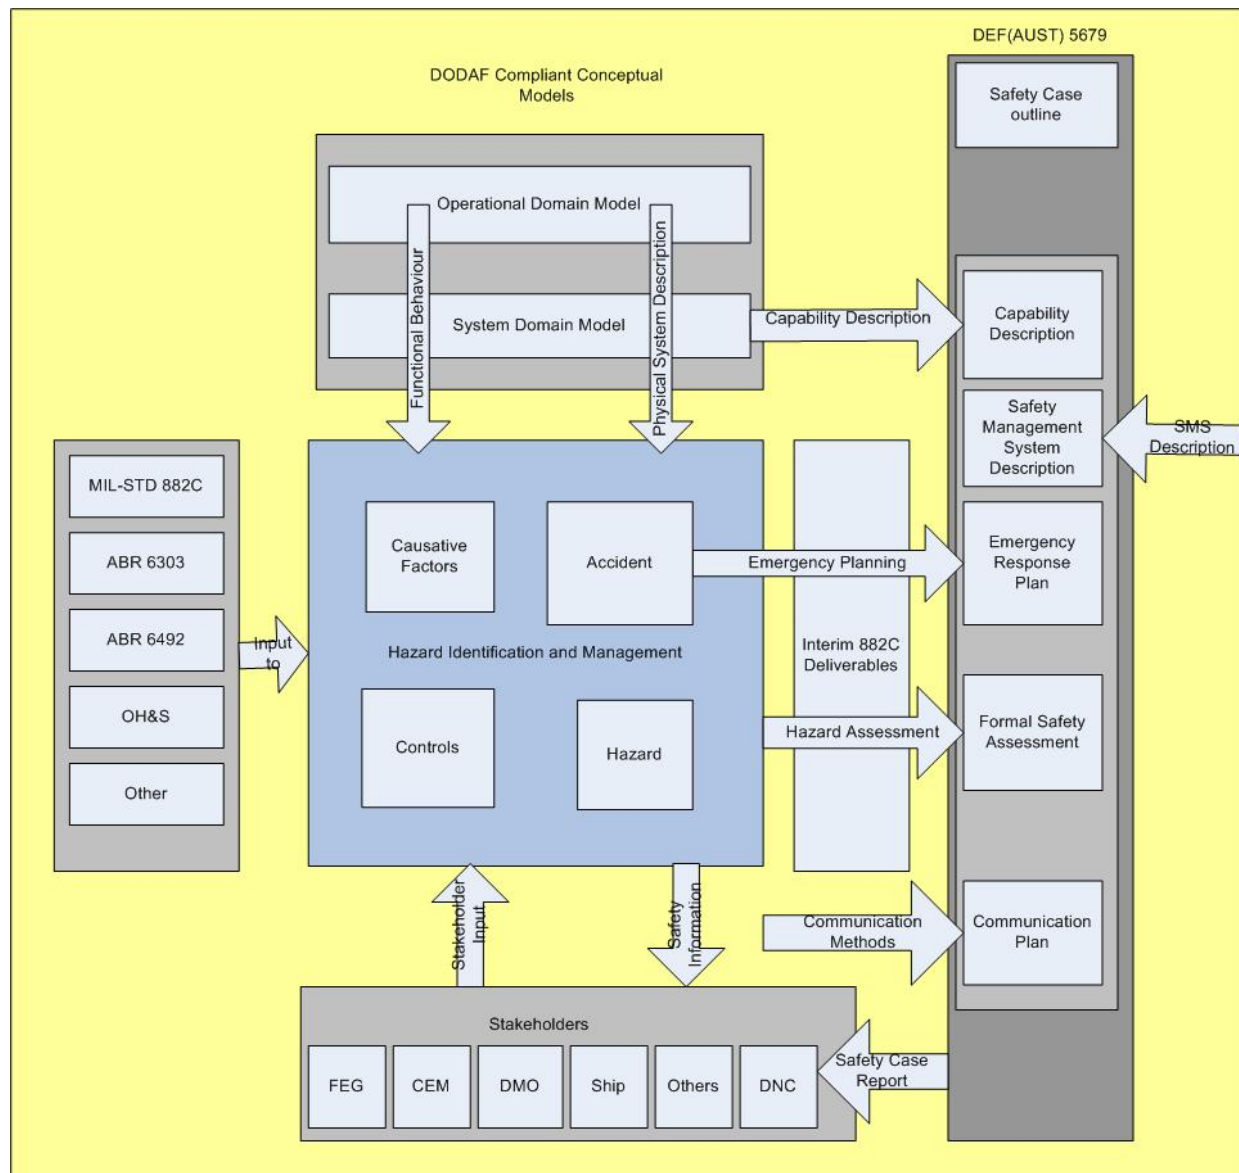 DEF(AUST) 5679
DODAF Compliant Conceptual
Models
Safety Case
outline
Operational Domain Model
System Domain Model
Functional Behaviour
Physical System Description
Capability Description
Capability
Description
Safety
Management
System
Description
SMS
Description
MIL-STD 882C
ABR 6303
ABR 6492
OH&S
Other
Input
to
Causative
Factors
Accident
Hazard Identification and Management
Controls
Hazard
Emergency Planning
Emergency
Response
Plan
Interim 882C
Deliverables
Hazard Assessment
Formal Safety
Assessment
Stakeholder
Input
Safety
Information
Communication
Methods
Communication
Plan
Stakeholders
FEG
CEM
DMO
Ship
Others
DNC
Safety Case
Report